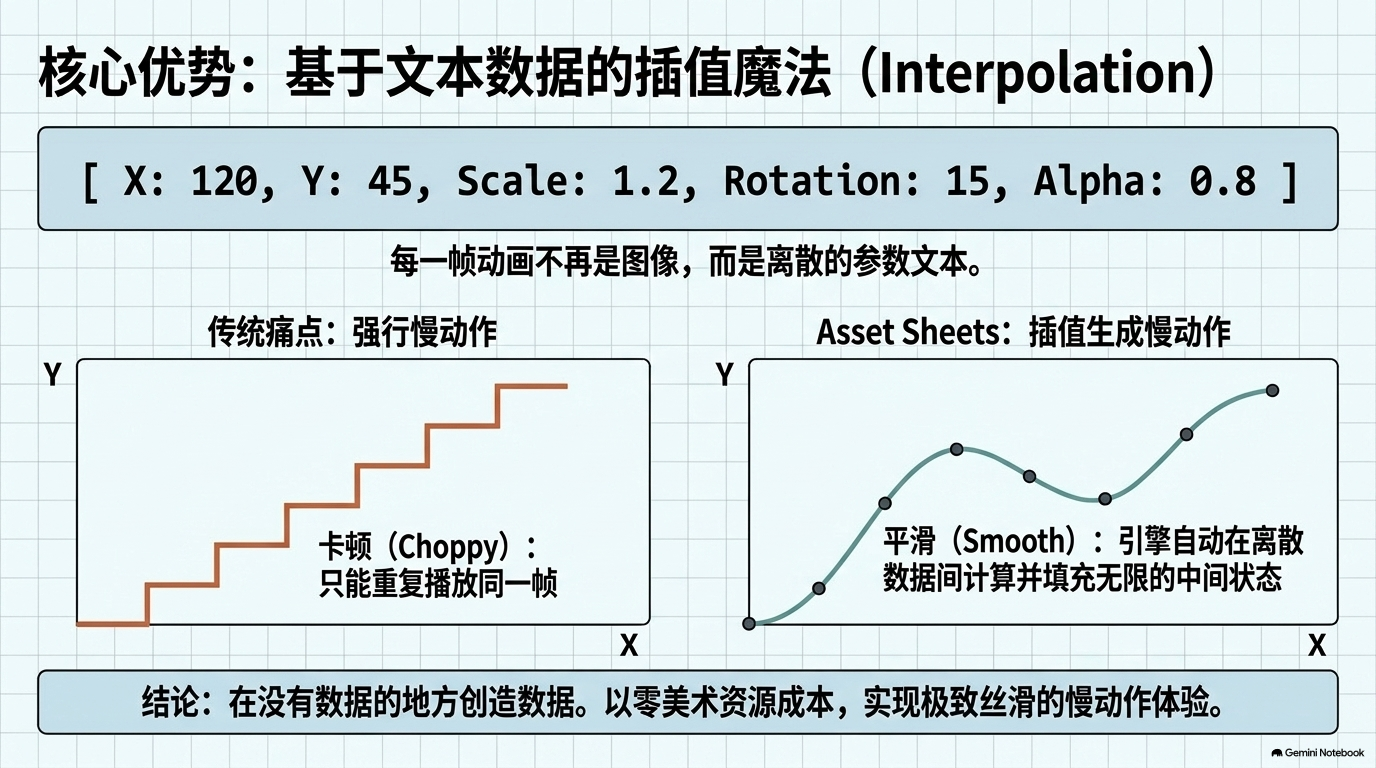 核心优势：基于文本数据的插值魔法（Interpolation）
[ X: 120, Y: 45, Scale: 1.2, Rotation: 15, Alpha: 0.8 ]
每一帧动画不再是图像，而是离散的参数文本。
传统痛点：强行慢动作
Y
卡顿（Choppy）：
只能重复播放同一帧
X
Asset Sheets：插值生成慢动作
Y
平滑（Smooth）：引擎自动在离散
数据间计算并填充无限的中间状态
X
结论：在没有数据的地方创造数据。以零美术资源成本，实现极致丝滑的慢动作体验。
Gemini Notebook